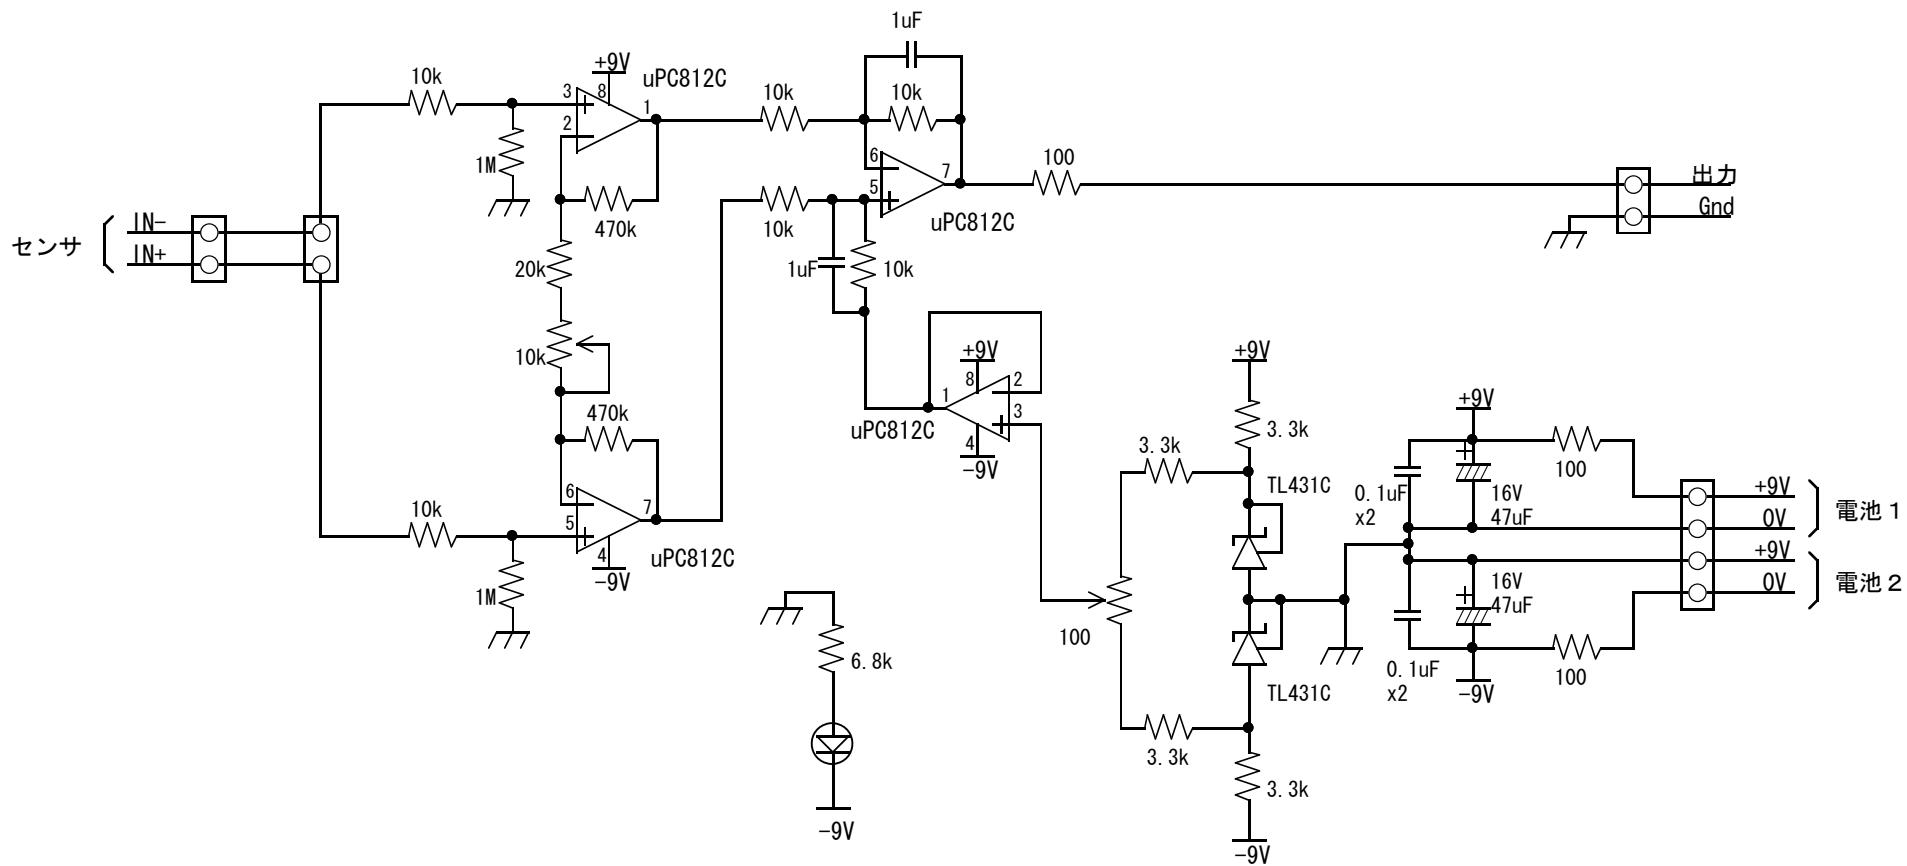 1uF
+9V
uPC812C
10k
3
8
1
2
10k
10k
1M
6
7
5
100
出力
Gnd
uPC812C
470k
10k
センサ
IN-
IN+
20k
1uF
10k
10k
+9V
8
2
1
3
4
uPC812C
-9V
+9V
3.3k
3.3k
TL431C
470k
10k
6
7
5
4
uPC812C
-9V
1M
+9V
100
0.1uF
x2
16V
47uF
+9V
0V
電池1
+9V
0V
電池2
16V
47uF
0.1uF
x2
-9V
100
100
TL431C
3.3k
3.3k
-9V
6.8k
-9V